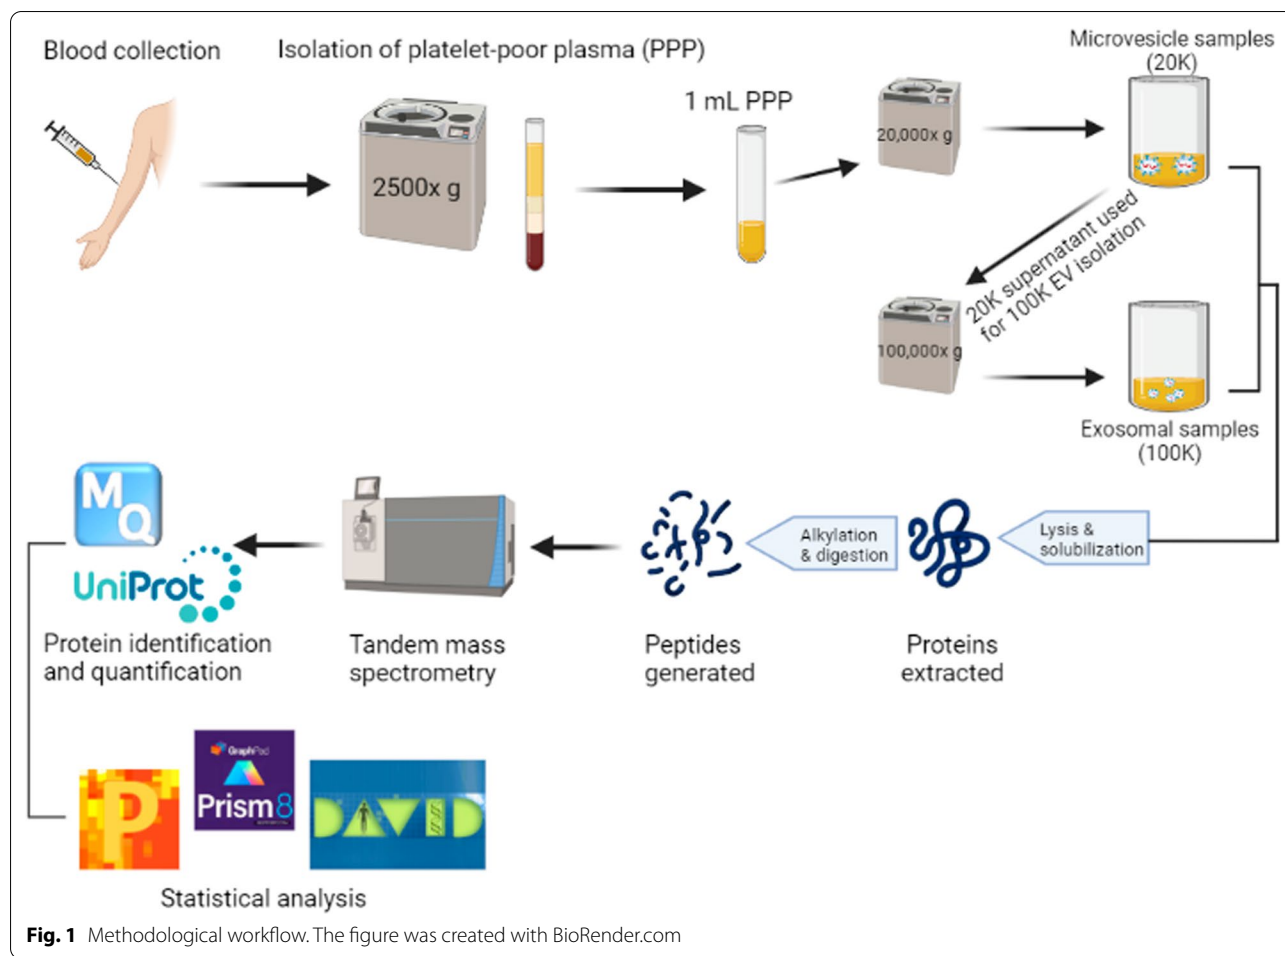 Blood collection
Isolation of platelet-poor plasma (PPP)
2500x g
1 mL PPP
20,000x g
Microvesicle samples
(20K)
20K supernatant used
for 100K EV isolation
100,000x g
Exosomal samples
(100K)
Lysis &
solubilization
Proteins
extracted
Alkylation
& digestion
Peptides
generated
Tandem mass
spectrometry
M
Q
UniProt
Protein identification
and quantification
P
GraphPad
Prism 8
DAVID
Statistical analysis
Fig. 1 Methodological workflow. The figure was created with BioRender.com